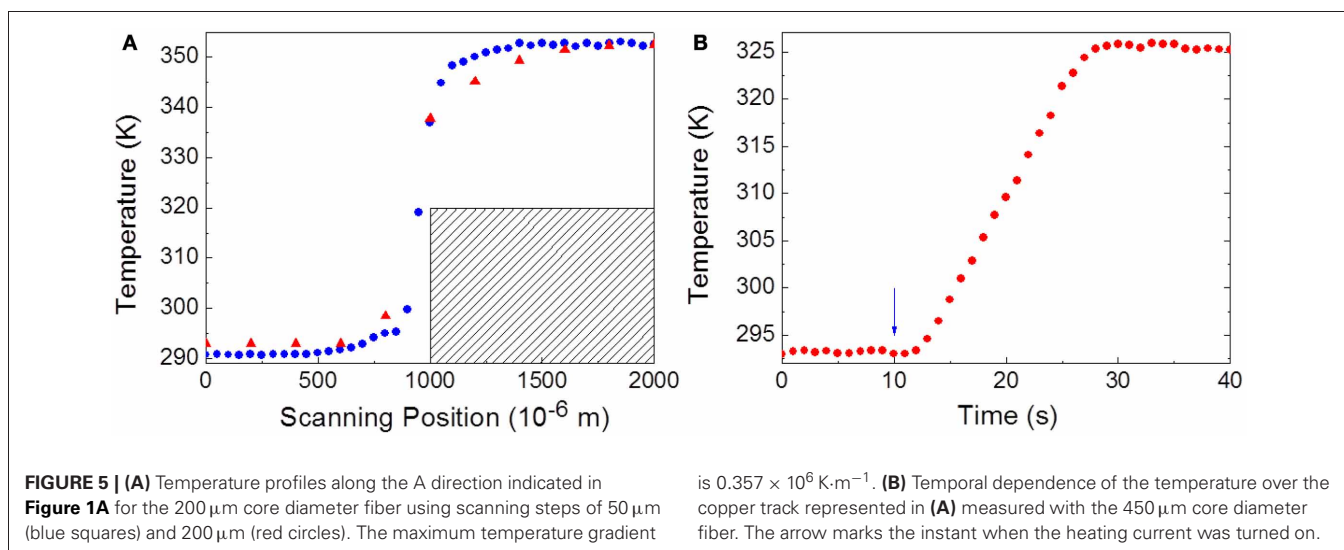 A
Temperature (K)
350
340
330
320
310
300
290
0 500 1000 1500 2000
Scanning Position (10⁻⁶ m)
B
Temperature (K)
325
320
315
310
305
300
295
0 10 20 30 40
Time (s)
FIGURE 5 | (A) Temperature profiles along the A direction indicated in
Figure 1A for the 200 μm core diameter fiber using scanning steps of 50 μm
(blue squares) and 200 μm (red circles). The maximum temperature gradient
is 0.357 × 10⁶ K·m⁻¹. (B) Temporal dependence of the temperature over the
copper track represented in (A) measured with the 450 μm core diameter
fiber. The arrow marks the instant when the heating current was turned on.